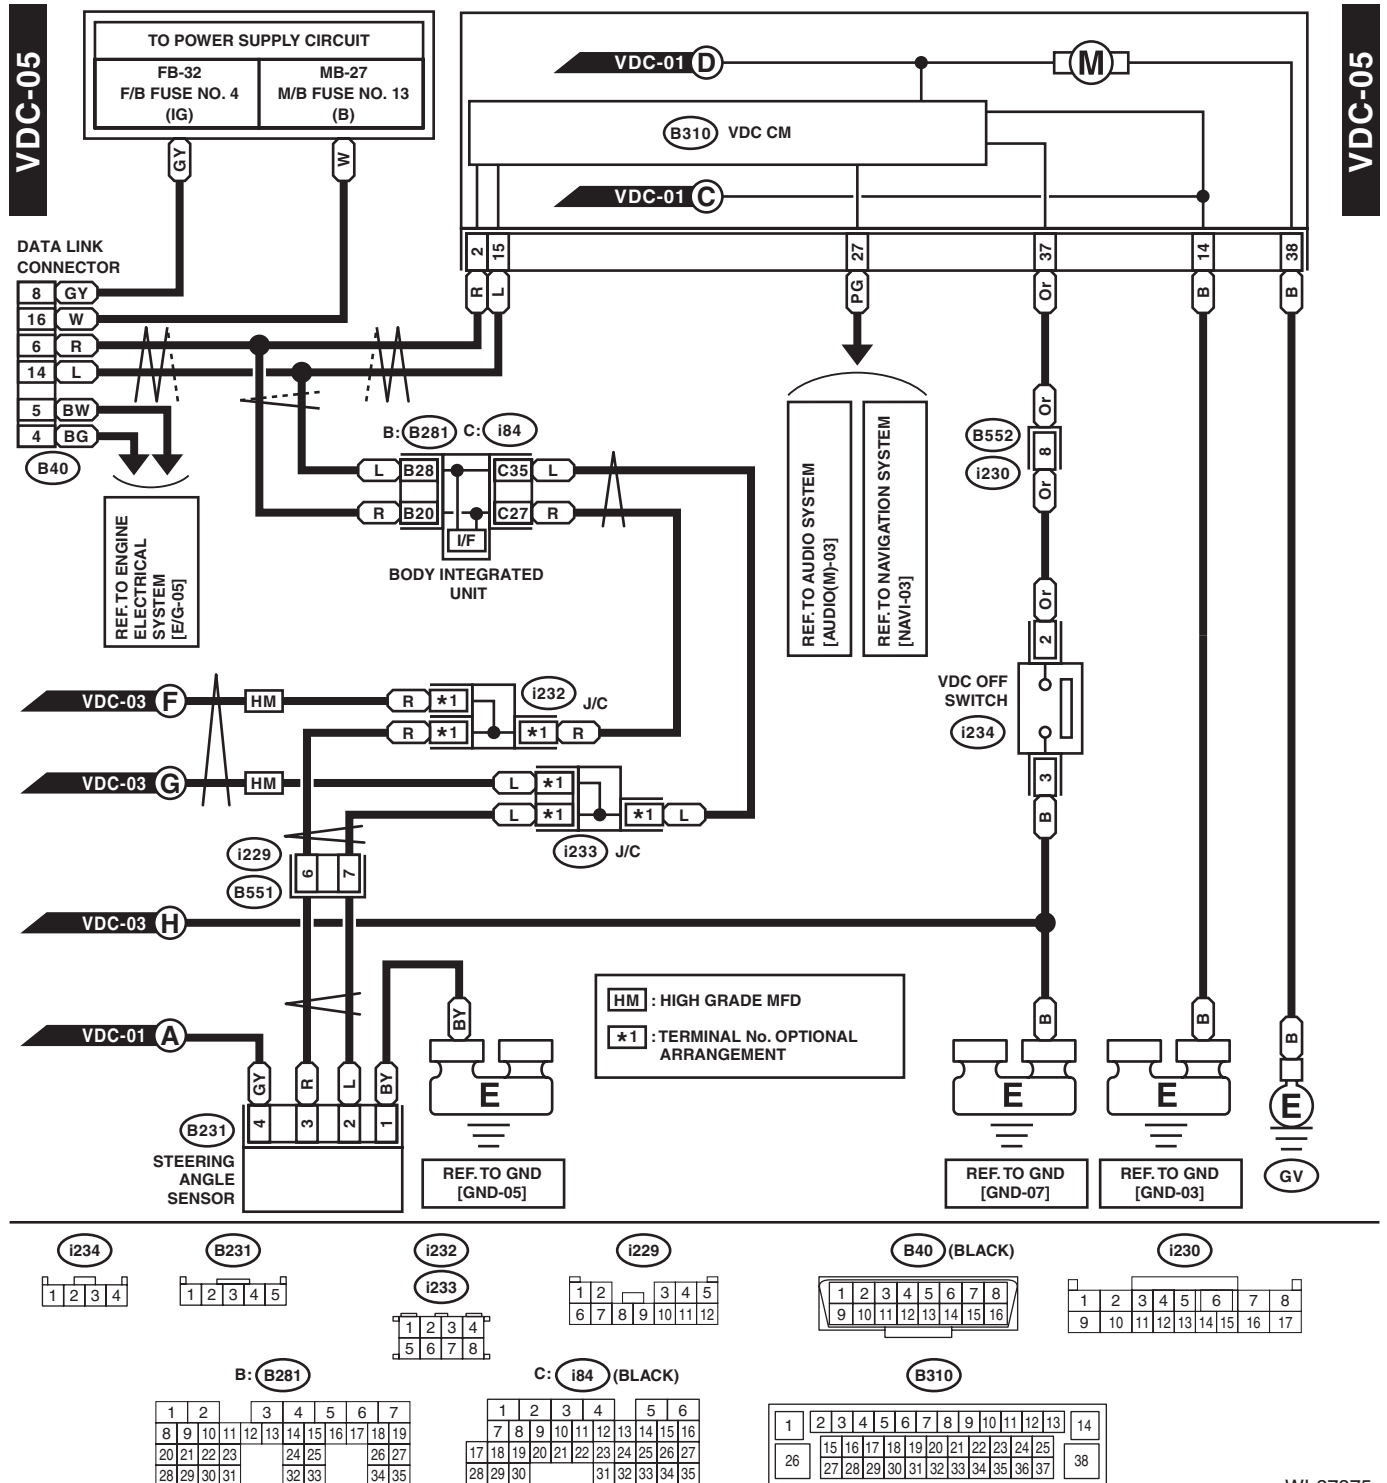 VDC-05
VDC-05
TO POWER SUPPLY CIRCUIT
FB-32
F/B FUSE NO. 4
(IG)
MB-27
M/B FUSE NO. 13
(B)
GY
W
VDC-01 D
M
B310 VDC CM
VDC-01 C
2
15
27
37
14
38
R
L
PG
Or
B
B
DATA LINK
CONNECTOR
8 GY
16 W
6 R
14 L
5 BW
4 BG
B40
REF. TO ENGINE
ELECTRICAL
SYSTEM
[E/G-05]
B: B281 C: i84
L B28 C35 L
R B20 C27 R
I/F
BODY INTEGRATED
UNIT
REF. TO AUDIO SYSTEM
[AUDIO(M)-03]
REF. TO NAVIGATION SYSTEM
[NAVI-03]
Or
B552
8
i230
Or
Or
2
VDC OFF
SWITCH
i234
3
B
VDC-03 F HM R *1 i232 J/C
R *1 *1 R
VDC-03 G HM L *1
L *1 *1 L
i233 J/C
i229
6 7
B551
VDC-03 H
VDC-01 A
GY
R
L
BY
BY
B231
4
3
2
1
STEERING
ANGLE
SENSOR
HM : HIGH GRADE MFD
*1 : TERMINAL No. OPTIONAL
ARRANGEMENT
B
B
B
E
E
E
E
REF. TO GND
[GND-05]
REF. TO GND
[GND-07]
REF. TO GND
[GND-03]
GV
i234
1 2 3 4
B231
1 2 3 4 5
i232
i233
1 2 3 4
5 6 7 8
i229
1 2 3 4 5
6 7 8 9 10 11 12
B40 (BLACK)
1 2 3 4 5 6 7 8
9 10 11 12 13 14 15 16
i230
1 2 3 4 5 6 7 8
9 10 11 12 13 14 15 16 17
B: B281
1 2 3 4 5 6 7
8 9 10 11 12 13 14 15 16 17 18 19
20 21 22 23 24 25 26 27
28 29 30 31 32 33 34 35
C: i84 (BLACK)
1 2 3 4 5 6
7 8 9 10 11 12 13 14 15 16
17 18 19 20 21 22 23 24 25 26 27
28 29 30 31 32 33 34 35
B310
1 2 3 4 5 6 7 8 9 10 11 12 13 14
15 16 17 18 19 20 21 22 23 24 25
26 27 28 29 30 31 32 33 34 35 36 37 38